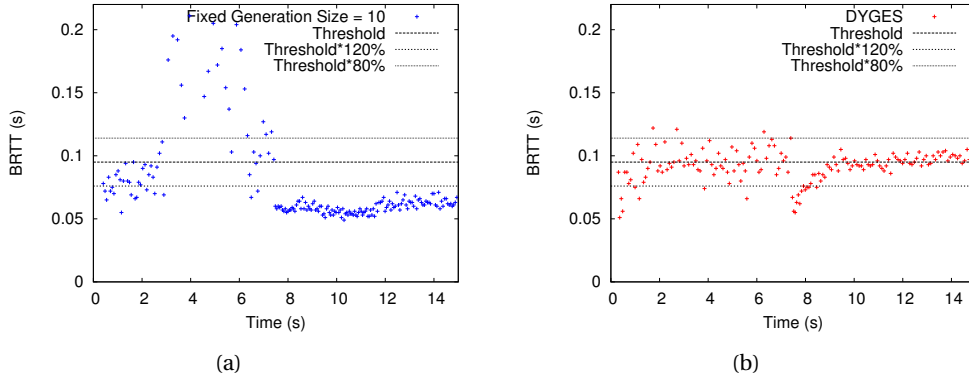 0.2
0.15
0.1
0.05
0
BRTT (s)
0 2 4 6 8 10 12 14
Time (s)
Fixed Generation Size = 10
Threshold
Threshold*120%
Threshold*80%
(a)
0.2
0.15
0.1
0.05
0
BRTT (s)
0 2 4 6 8 10 12 14
Time (s)
DYGES
Threshold
Threshold*120%
Threshold*80%
(b)